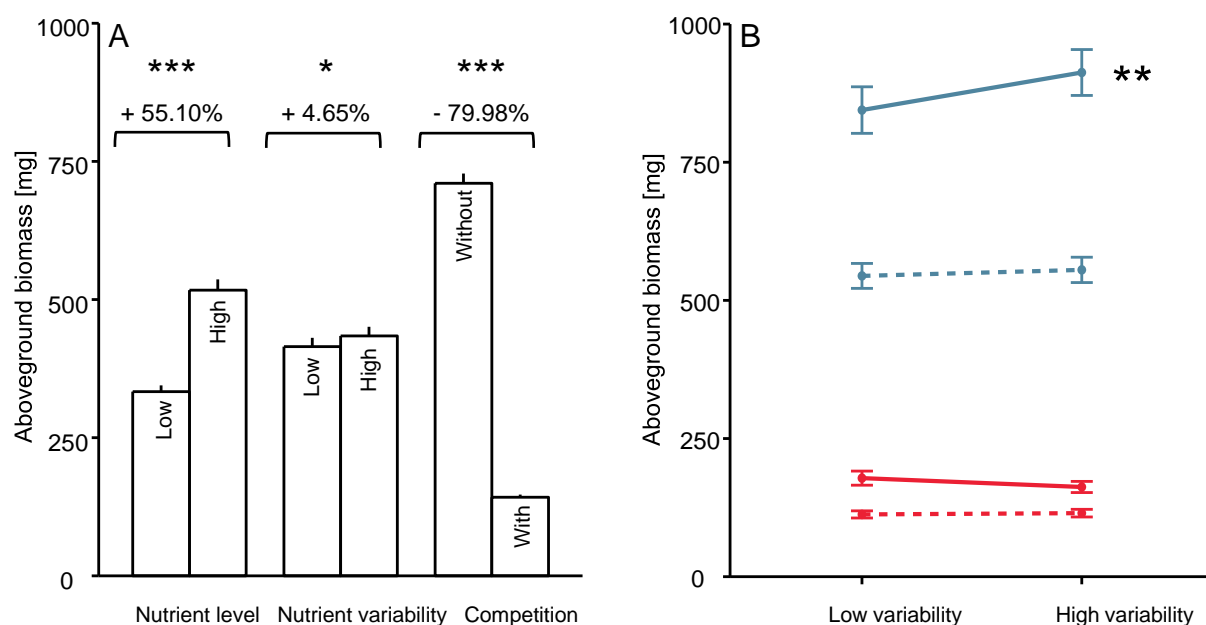 A
1000
750
500
250
0
Aboveground biomass [mg]
*** * ***
+ 55.10% + 4.65% - 79.98%
Low High Low High Without With
Nutrient level Nutrient variability Competition
B
1000
750
500
250
0
Aboveground biomass [mg]
**
Low variability High variability